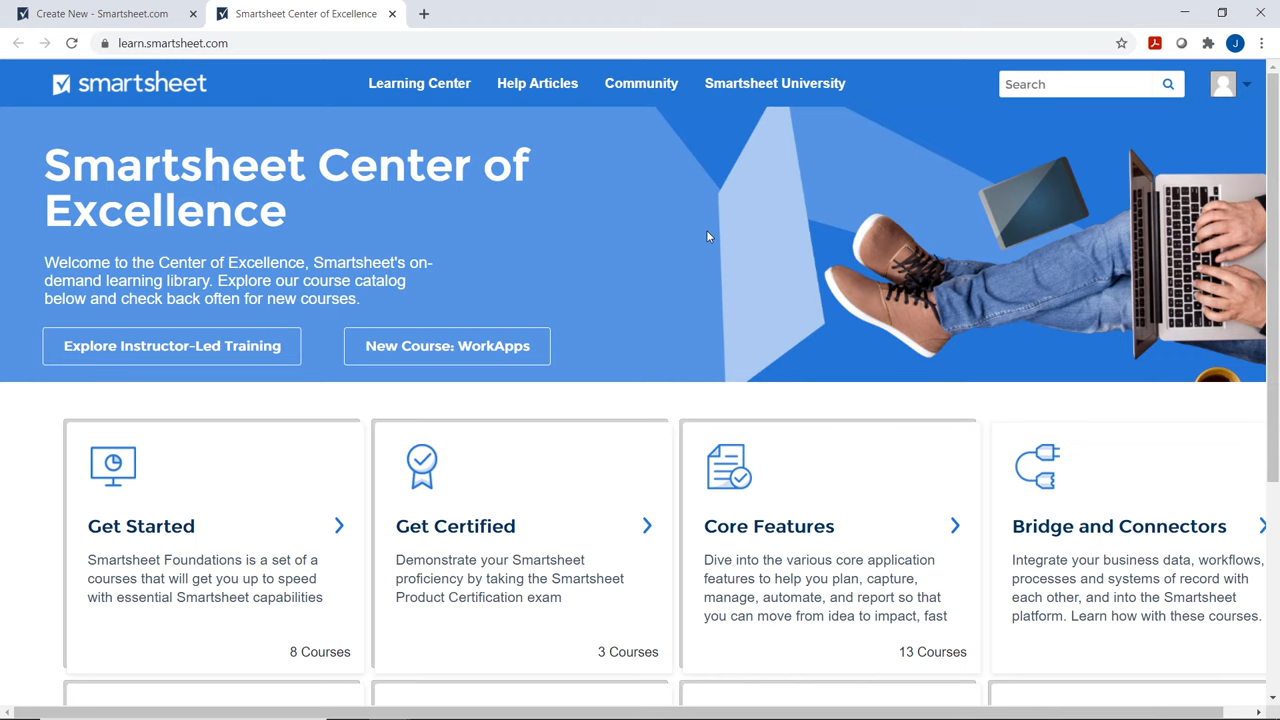 Create New - Smartsheet.com
Smartsheet Center of Excellence
learn.smartsheet.com
J
smartsheet
Learning Center
Help Articles
Community
Smartsheet University
Search
Smartsheet Center of
Excellence
Welcome to the Center of Excellence, Smartsheet's on-
demand learning library. Explore our course catalog
below and check back often for new courses.
Explore Instructor-Led Training
New Course: WorkApps
Get Started
Smartsheet Foundations is a set of a
courses that will get you up to speed
with essential Smartsheet capabilities
8 Courses
Get Certified
Demonstrate your Smartsheet
proficiency by taking the Smartsheet
Product Certification exam
3 Courses
Core Features
Dive into the various core application
features to help you plan, capture,
manage, automate, and report so that
you can move from idea to impact, fast
13 Courses
Bridge and Connectors
Integrate your business data, workflows,
processes and systems of record with
each other, and into the Smartsheet
platform. Learn how with these courses.